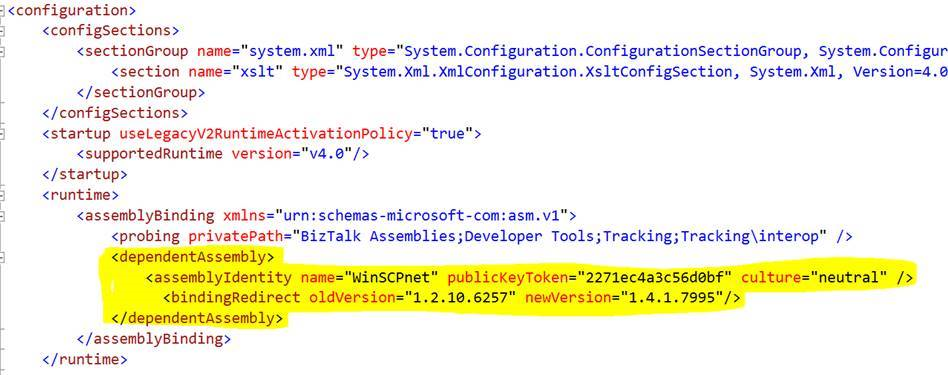 <configuration>
<configSections>
<sectionGroup name="system.xml" type="System.Configuration.ConfigurationSectionGroup, System.Configur
<section name="xslt" type="System.Xml.XmlConfiguration.XsltConfigSection, System.Xml, Version=4.0
</sectionGroup>
</configSections>
<startup useLegacyV2RuntimeActivationPolicy="true">
<supportedRuntime version="v4.0"/>
</startup>
<runtime>
<assemblyBinding xmlns="urn:schemas-microsoft-com:asm.v1">
<probing privatePath="BizTalk Assemblies;Developer Tools;Tracking;Tracking\interop" />
<dependentAssembly>
<assemblyIdentity name="WinSCPnet" publicKeyToken="2271ec4a3c56d0bf" culture="neutral" />
<bindingRedirect oldVersion="1.2.10.6257" newVersion="1.4.1.7995"/>
</dependentAssembly>
</assemblyBinding>
</runtime>